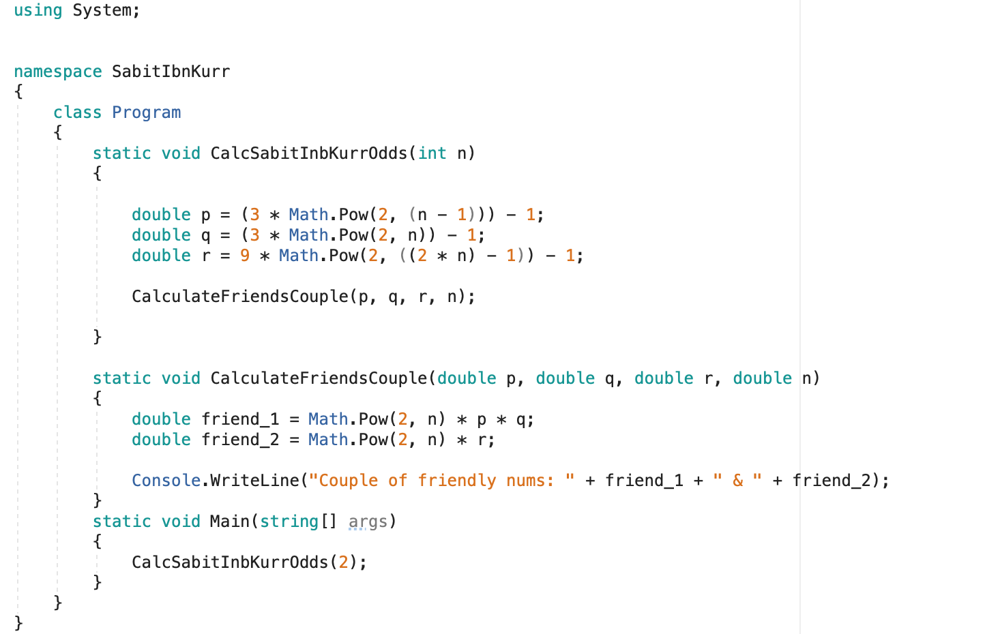 using System;
namespace SabitIbnKurr
{
class Program
{
static void CalcSabitInbKurrOdds(int n)
{
double p = (3 * Math.Pow(2, (n - 1))) - 1;
double q = (3 * Math.Pow(2, n)) - 1;
double r = 9 * Math.Pow(2, ((2 * n) - 1)) - 1;
CalculateFriendsCouple(p, q, r, n);
}
static void CalculateFriendsCouple(double p, double q, double r, double n)
{
double friend_1 = Math.Pow(2, n) * p * q;
double friend_2 = Math.Pow(2, n) * r;
Console.WriteLine("Couple of friendly nums: " + friend_1 + " & " + friend_2);
}
static void Main(string[] args)
{
CalcSabitInbKurrOdds(2);
}
}
}